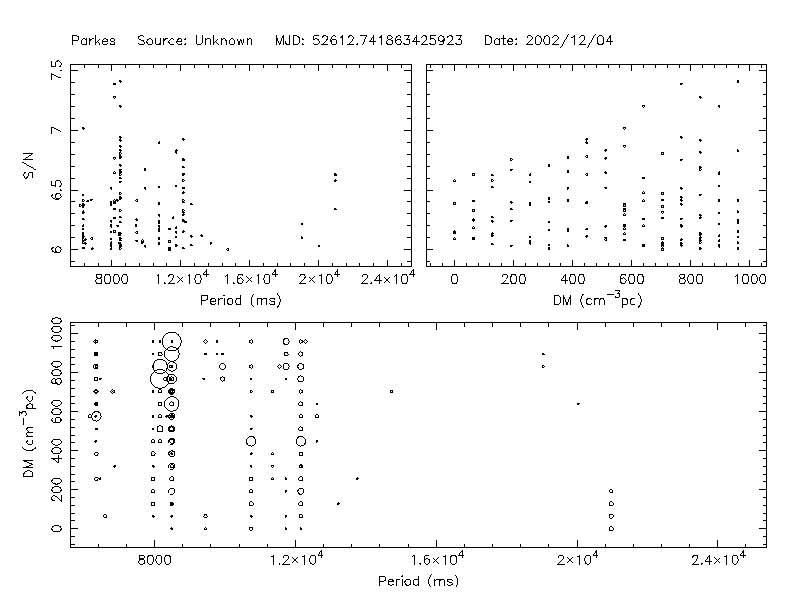 Parkes Source: Unknown MJD: 52612.741863425923 Date: 2002/12/04
7.5
7
6.5
6
S/N
8000 1.2×10⁴ 1.6×10⁴ 2×10⁴ 2.4×10⁴
Period (ms)
0 200 400 600 800 1000
DM (cm⁻³pc)
1000
800
600
400
200
0
DM (cm⁻³pc)
8000 1.2×10⁴ 1.6×10⁴ 2×10⁴ 2.4×10⁴
Period (ms)